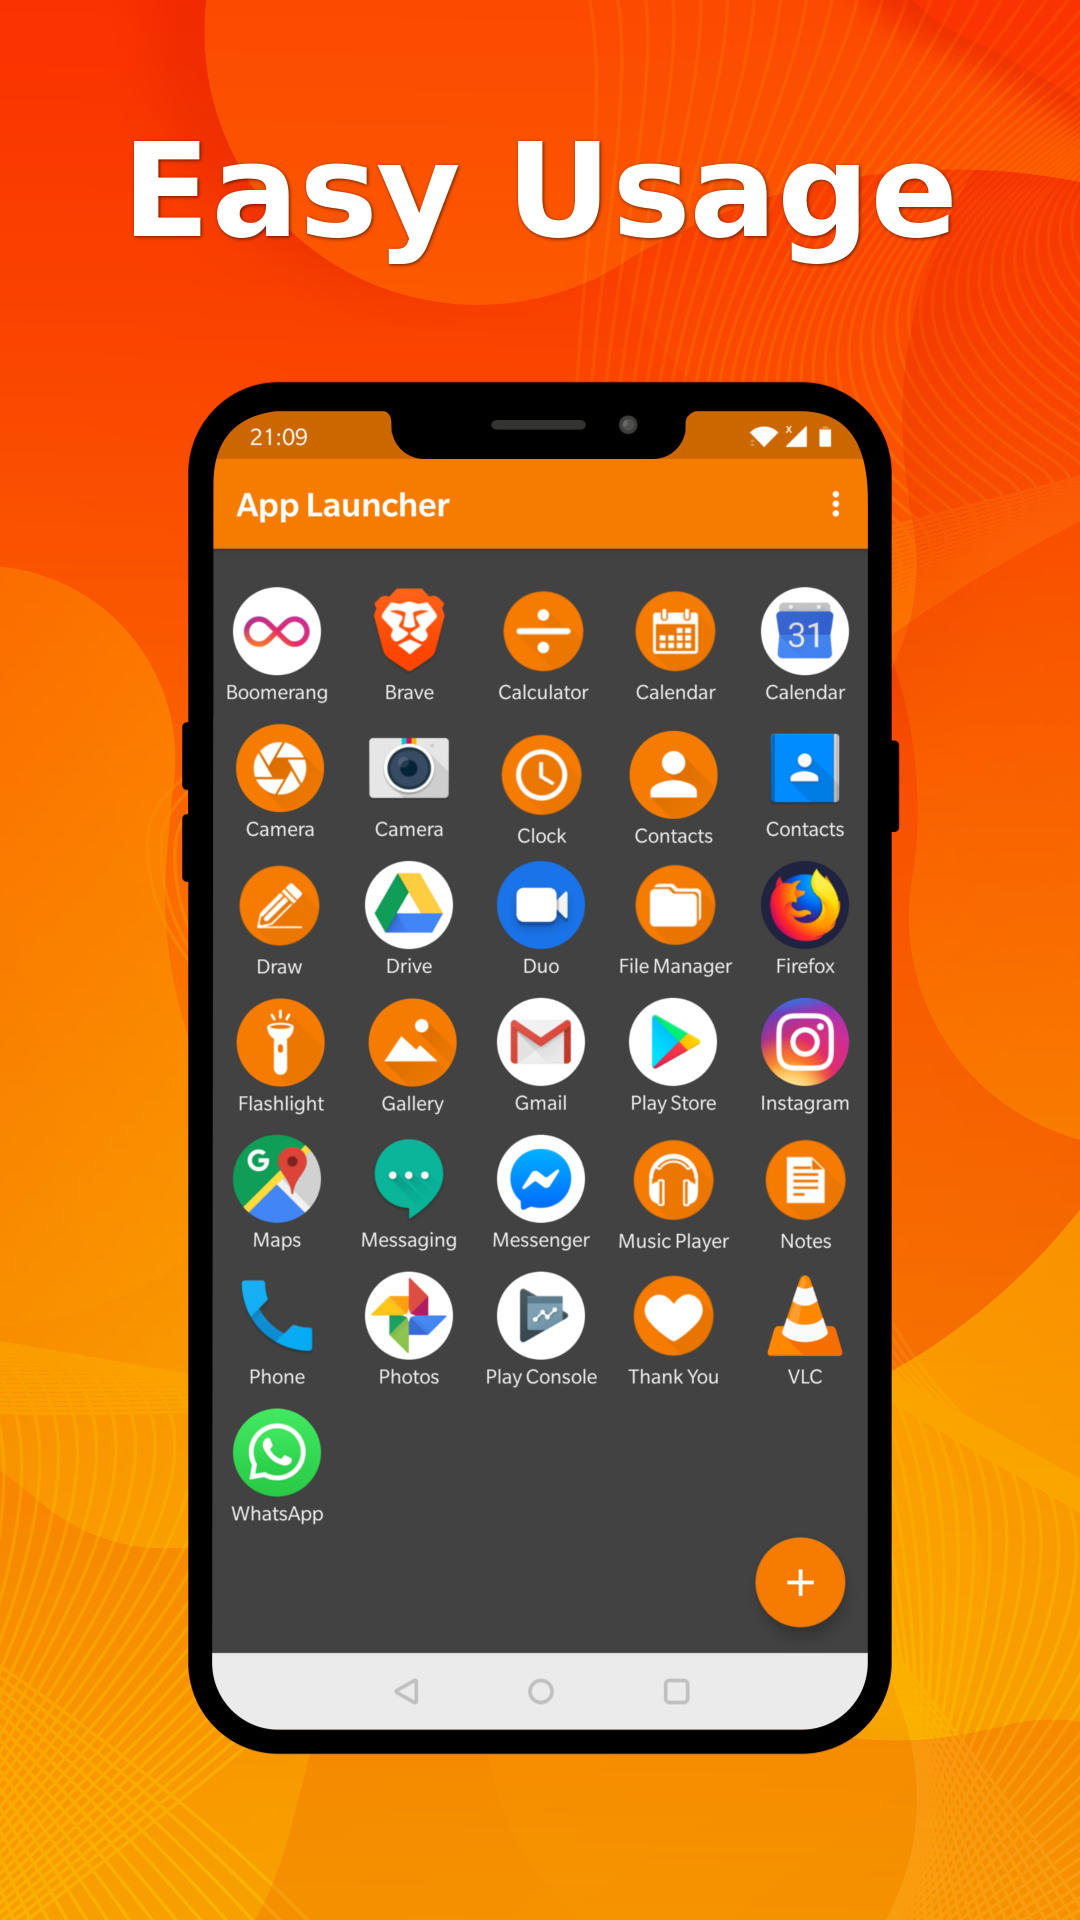 Easy Usage
21:09
x
App Launcher
31
Boomerang Brave Calculator Calendar Calendar
Camera Camera Clock Contacts Contacts
Draw Drive Duo File Manager Firefox
Flashlight Gallery Gmail Play Store Instagram
G
Maps Messaging Messenger Music Player Notes
Phone Photos Play Console Thank You VLC
WhatsApp
+